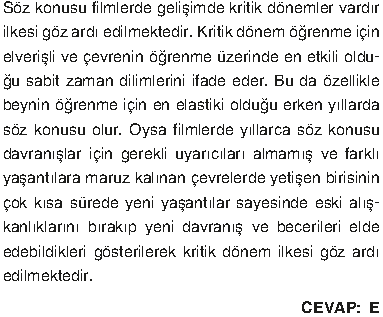 Söz konusu filmlerde gelişimde kritik dönemler vardır
ilkesi göz ardı edilmektedir. Kritik dönem öğrenme için
elverişli ve çevrenin öğrenme üzerinde en etkili oldu-
ğu sabit zaman dilimlerini ifade eder. Bu da özellikle
beynin öğrenme için en elastiki olduğu erken yıllarda
söz konusu olur. Oysa filmlerde yıllarca söz konusu
davranışlar için gerekli uyarıcıları almamış ve farklı
yaşantılara maruz kalınan çevrelerde yetişen birisinin
çok kısa sürede yeni yaşantılar sayesinde eski alış-
kanlıklarını bırakıp yeni davranış ve becerileri elde
edebildikleri gösterilerek kritik dönem ilkesi göz ardı
edilmektedir.
CEVAP: E